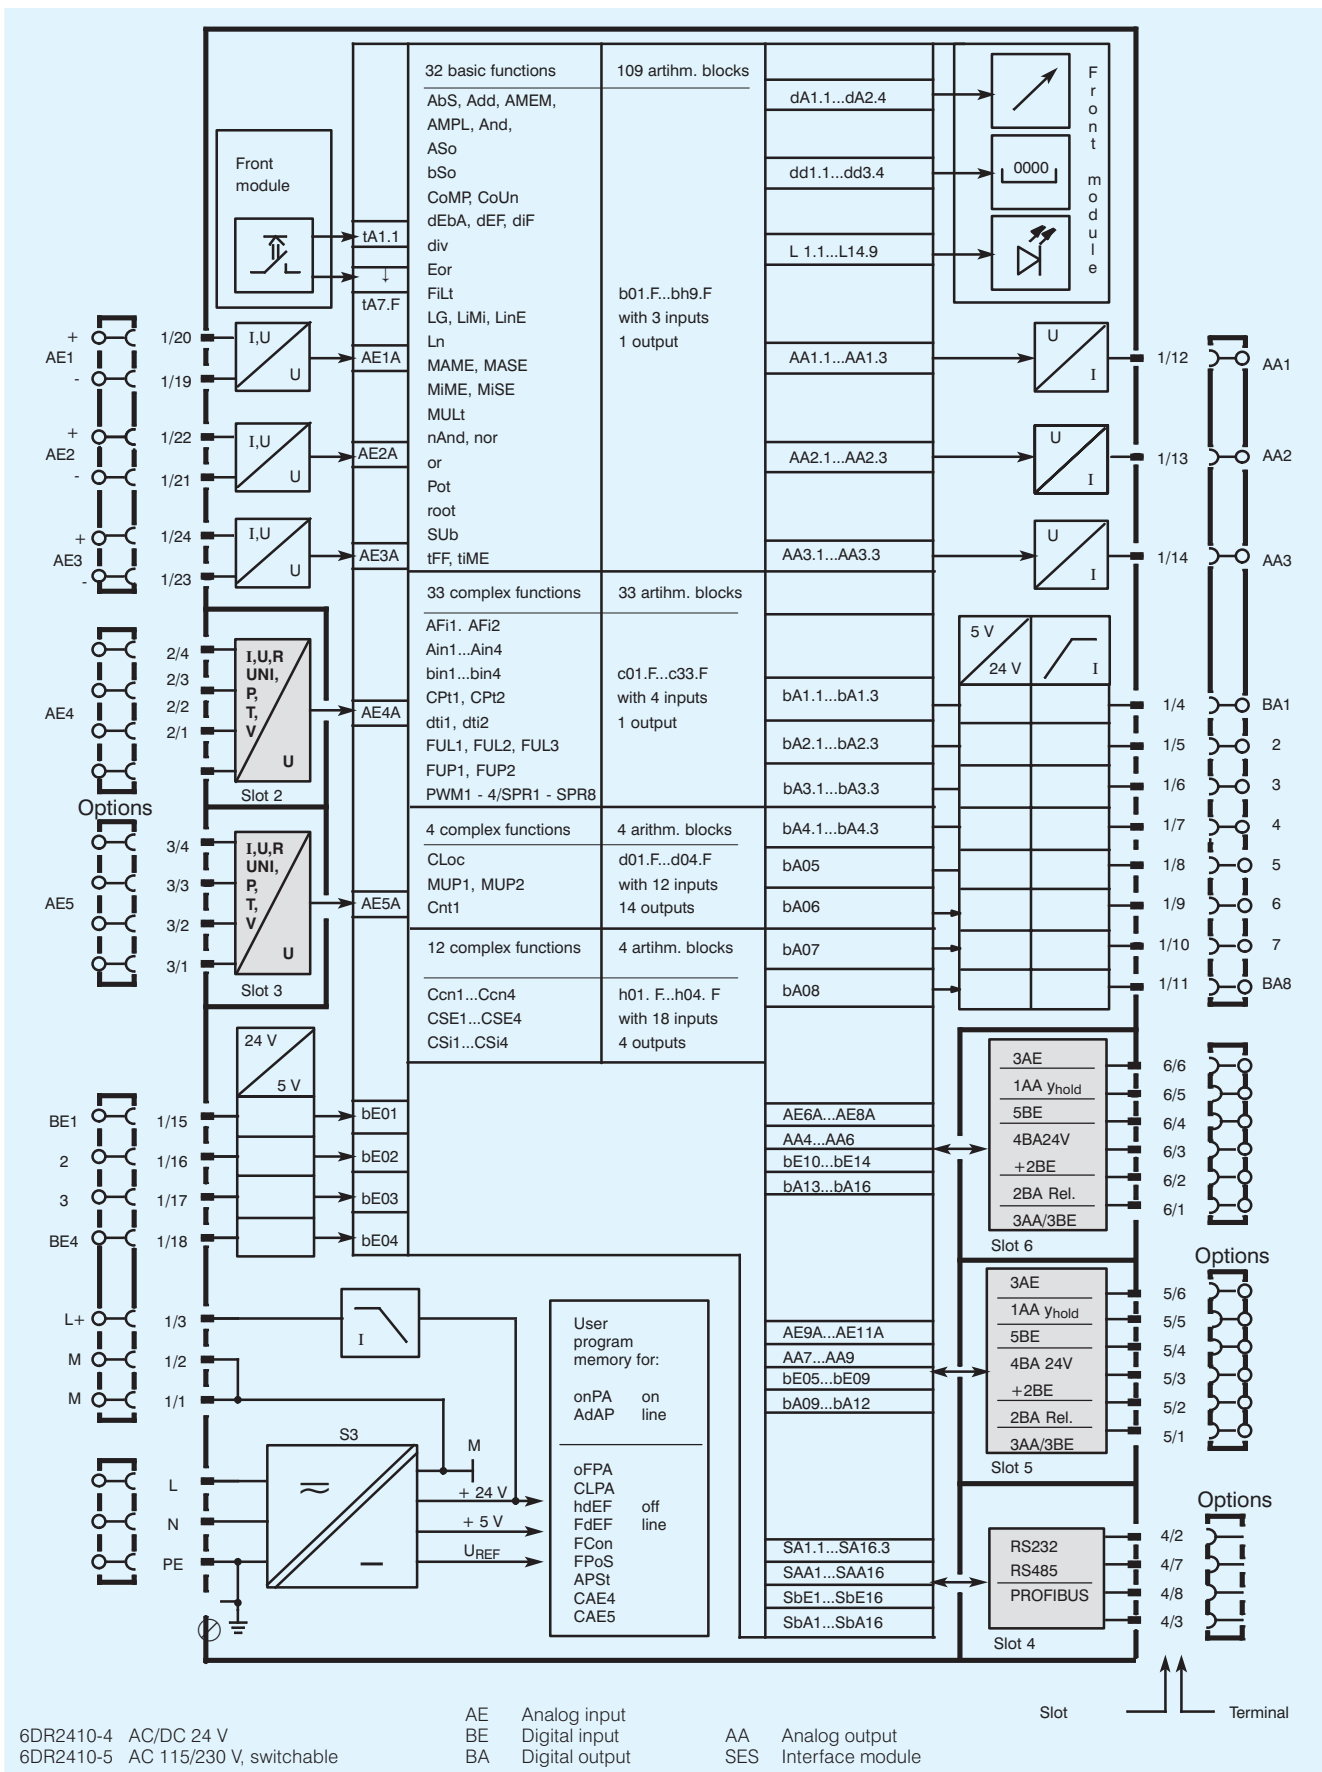 32 basic functions
109 artihm. blocks
AbS, Add, AMEM,
AMPL, And,
ASo
bSo
CoMP, CoUn
dEbA, dEF, diF
div
Eor
FiLt
LG, LiMi, LinE
Ln
MAME, MASE
MiME, MiSE
MULt
nAnd, nor
or
Pot
root
SUb
tFF, tiME
b01.F...bh9.F
with 3 inputs
1 output
33 complex functions
33 artihm. blocks
AFi1. AFi2
Ain1...Ain4
bin1...bin4
CPt1, CPt2
dti1, dti2
FUL1, FUL2, FUL3
FUP1, FUP2
PWM1 - 4/SPR1 - SPR8
c01.F...c33.F
with 4 inputs
1 output
4 complex functions
4 arithm. blocks
CLoc
MUP1, MUP2
Cnt1
d01.F...d04.F
with 12 inputs
14 outputs
12 complex functions
4 artihm. blocks
Ccn1...Ccn4
CSE1...CSE4
CSi1...CSi4
h01. F...h04. F
with 18 inputs
4 outputs
Front
module
tA1.1
↓
tA7.F
+
AE1
-
1/20
1/19
I,U
U
AE1A
+
AE2
-
1/22
1/21
I,U
U
AE2A
+
AE3
-
1/24
1/23
I,U
U
AE3A
AE4
2/4
2/3
2/2
2/1
I,U,R
UNI,
P,
T,
V
U
AE4A
Slot 2
Options
AE5
3/4
3/3
3/2
3/1
I,U,R
UNI,
P,
T,
V
U
AE5A
Slot 3
24 V
5 V
BE1
1/15
bE01
2
1/16
bE02
3
1/17
bE03
BE4
1/18
bE04
L+
1/3
I
M
1/2
M
1/1
S3
M
+ 24 V
+ 5 V
UREF
L
N
PE
User
program
memory for:
onPA on
AdAP line
oFPA
CLPA
hdEF off
FdEF line
FCon
FPoS
APSt
CAE4
CAE5
dA1.1...dA2.4
dd1.1...dd3.4
0000
L 1.1...L14.9
Front module
AA1.1...AA1.3
U
I
1/12
AA1
AA2.1...AA2.3
U
I
1/13
AA2
AA3.1...AA3.3
U
I
1/14
AA3
5 V
24 V
I
bA1.1...bA1.3
1/4
BA1
bA2.1...bA2.3
1/5
2
bA3.1...bA3.3
1/6
3
bA4.1...bA4.3
1/7
4
bA05
1/8
5
bA06
1/9
6
bA07
1/10
7
bA08
1/11
BA8
AE6A...AE8A
AA4...AA6
bE10...bE14
bA13...bA16
3AE
1AA yhold
5BE
4BA24V
+2BE
2BA Rel.
3AA/3BE
Slot 6
6/6
6/5
6/4
6/3
6/2
6/1
Options
AE9A...AE11A
AA7...AA9
bE05...bE09
bA09...bA12
3AE
1AA yhold
5BE
4BA 24V
+2BE
2BA Rel.
3AA/3BE
Slot 5
5/6
5/5
5/4
5/3
5/2
5/1
Options
SA1.1...SA16.3
SAA1...SAA16
SbE1...SbE16
SbA1...SbA16
RS232
RS485
PROFIBUS
Slot 4
4/2
4/7
4/8
4/3
Slot
Terminal
6DR2410-4 AC/DC 24 V
6DR2410-5 AC 115/230 V, switchable
AE Analog input
BE Digital input
BA Digital output
AA Analog output
SES Interface module